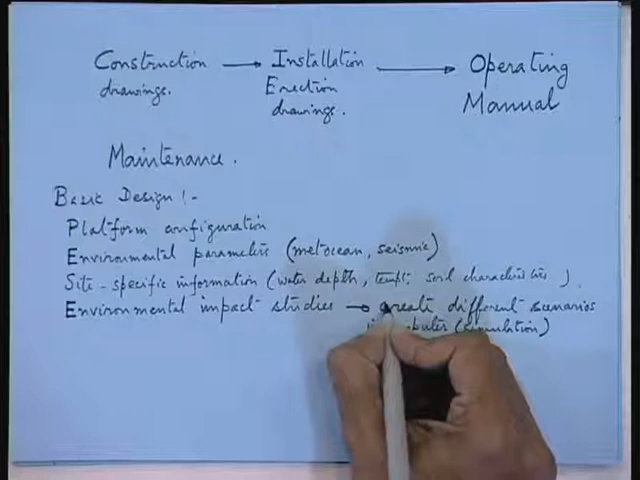 Construction → Installation → Operating
drawings. Erection Manual
drawings.
Maintenance.
Basic Design :-
Platform configuration
Environmental parameters (metocean, seismic)
Site-specific information (water depth, tempt, soil characteristics).
Environmental impact studies → create different scenarios
(simulation)